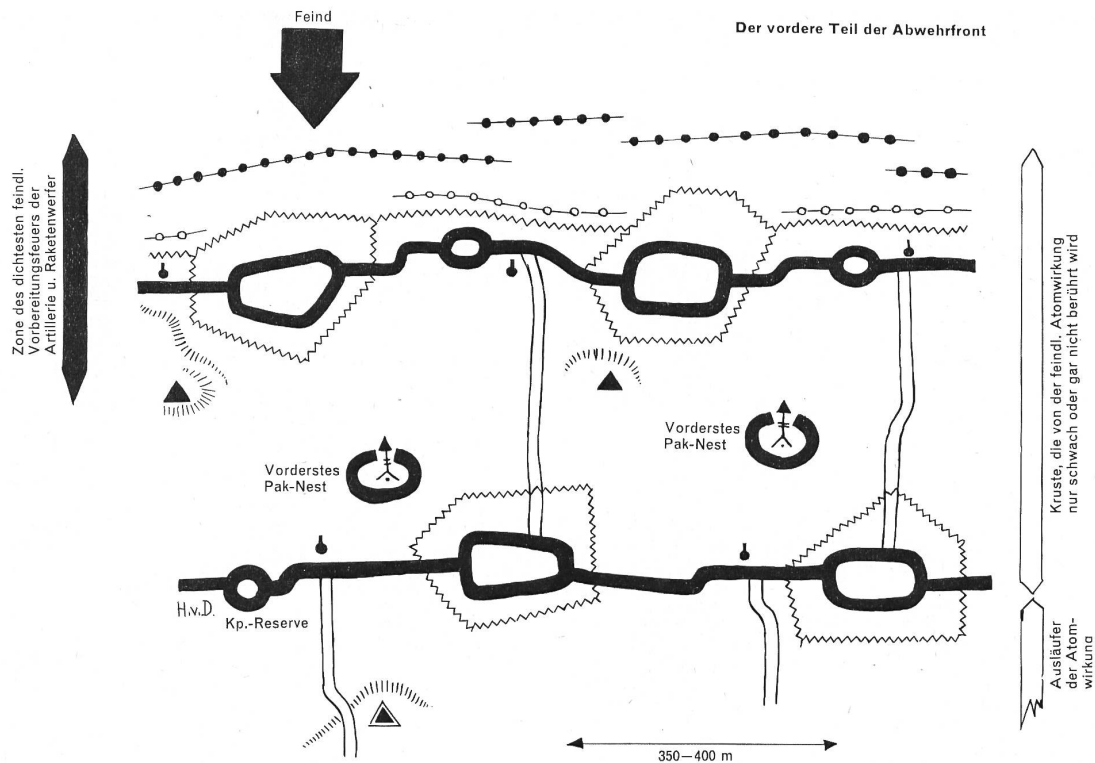 Feind
Der vordere Teil der Abwehrfront
Zone des dichtesten feindl.
Vorbereitungsfeuers der
Artillerie u. Raketenwerfer
Kruste, die von der feindl. Atomwirkung
nur schwach oder gar nicht berührt wird
Vorderstes
Pak-Nest
Vorderstes
Pak-Nest
H.v.D.
Kp.-Reserve
Ausläufer
der Atom-
wirkung
350—400 m